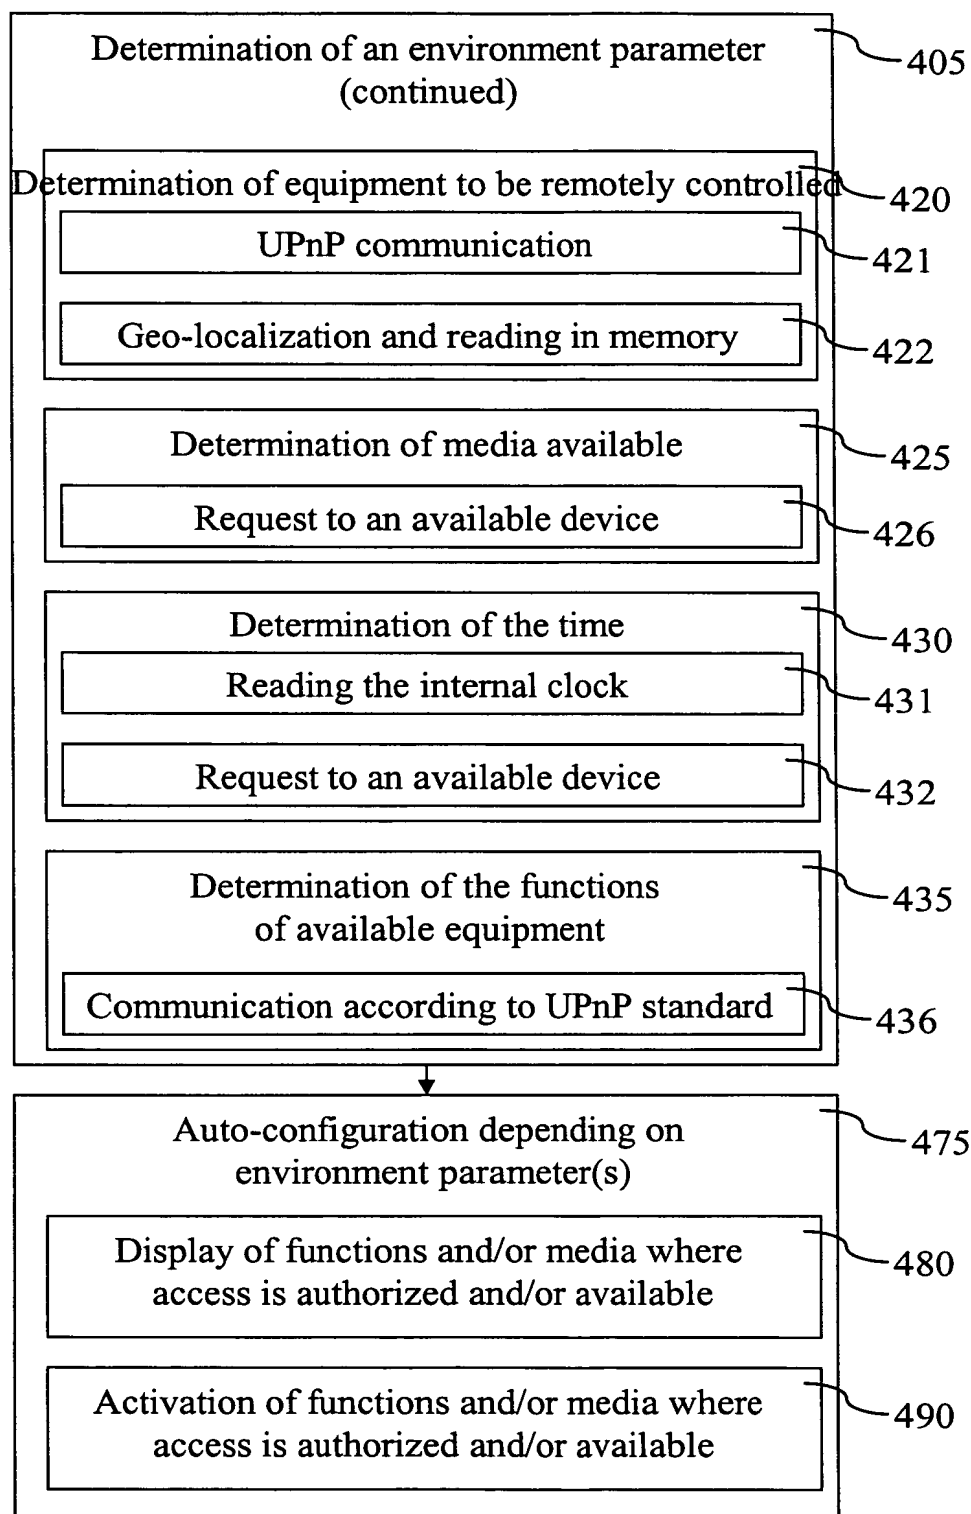 Determination of an environment parameter
(continued)
405
Determination of equipment to be remotely controlled
420
UPnP communication
421
Geo-localization and reading in memory
422
Determination of media available
425
Request to an available device
426
Determination of the time
430
Reading the internal clock
431
Request to an available device
432
Determination of the functions
of available equipment
435
Communication according to UPnP standard
436
Auto-configuration depending on
environment parameter(s)
475
Display of functions and/or media where
access is authorized and/or available
480
Activation of functions and/or media where
access is authorized and/or available
490